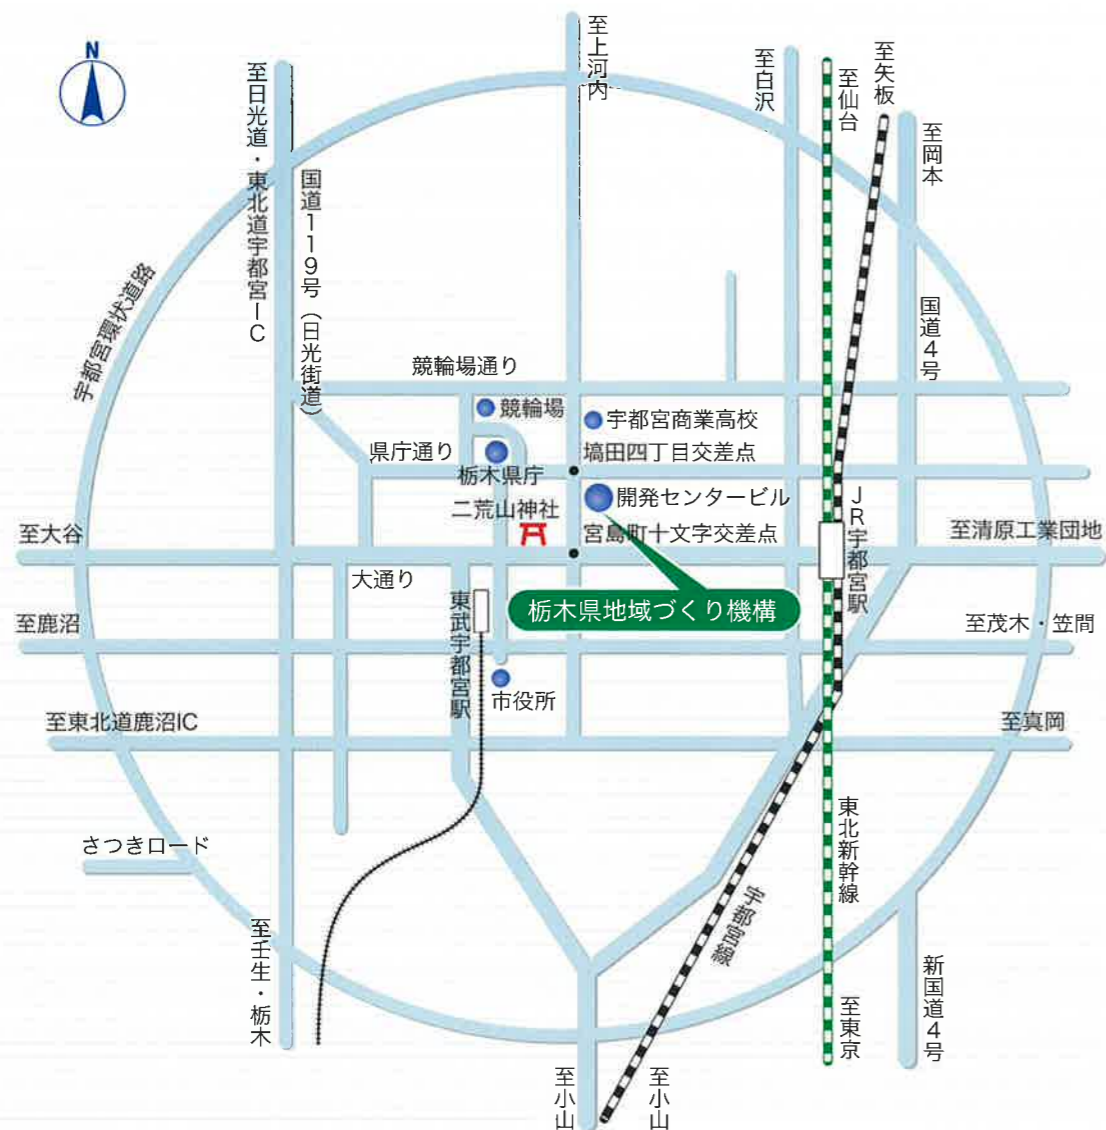 N
至上河内
至白沢
至仙台
至矢板
至岡本
至日光道・東北道宇都宮IC
国道119号（日光街道）
宇都宮環状道路
国道4号
競輪場通り
競輪場
宇都宮商業高校
県庁通り
栃木県庁
塙田四丁目交差点
開発センタービル
二荒山神社
宮島町十文字交差点
JR宇都宮駅
至大谷
至清原工業団地
大通り
東武宇都宮駅
栃木県地域づくり機構
至鹿沼
至茂木・笠間
市役所
至東北道鹿沼IC
至真岡
さつきロード
東北新幹線
宇都宮線
至壬生・栃木
新国道4号
至東京
至小山
至小山